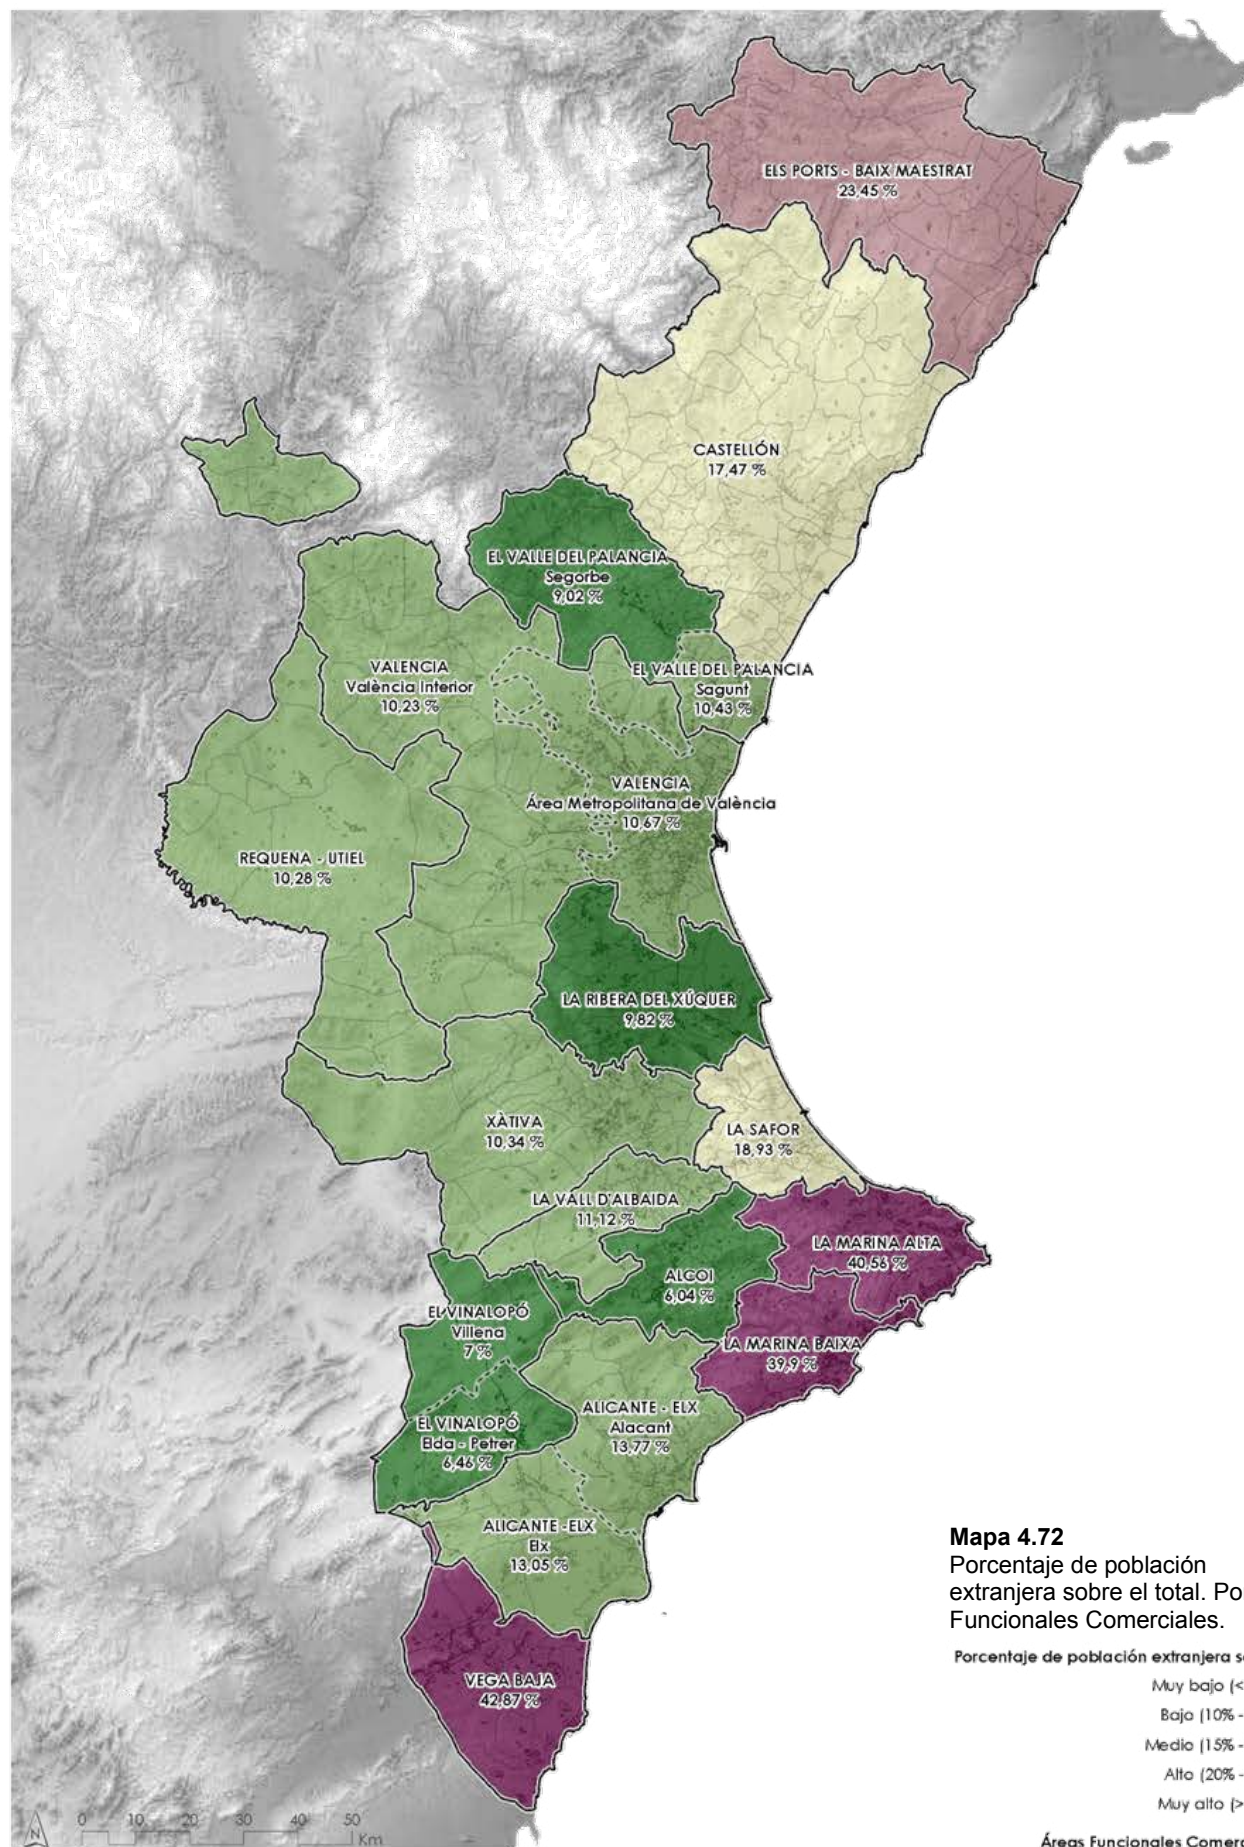 ELS PORTS - BAIX MAESTRAT
23,45 %
CASTELLÓN
17,47 %
EL VALLE DEL PALANCIA
Segorbe
9,02 %
EL VALLE DEL PALANCIA
Sagunt
10,43 %
VALENCIA
València Interior
10,23 %
VALENCIA
Área Metropolitana de València
10,67 %
REQUENA - UTIEL
10,28 %
LA RIBERA DEL XÚQUER
9,82 %
XÀTIVA
10,34 %
LA SAFOR
18,93 %
LA VALL D'ALBAIDA
11,12 %
LA MARINA ALTA
40,56 %
ALCOI
6,04 %
EL VINALOPÓ
Villena
7 %
LA MARINA BAIXA
39,9 %
ALICANTE - ELX
Alacant
13,77 %
EL VINALOPÓ
Elda - Petrer
6,46 %
ALICANTE -ELX
Elx
13,05 %
VEGA BAJA
42,87 %
Mapa 4.72
Porcentaje de población
extranjera sobre el total. Po
Funcionales Comerciales.
Porcentaje de población extranjera s
Muy bajo (<
Bajo (10% -
Medio (15% -
Alto (20% -
Muy alto (>
Áreas Funcionales Comer
N
0 10 20 30 40 50
Km